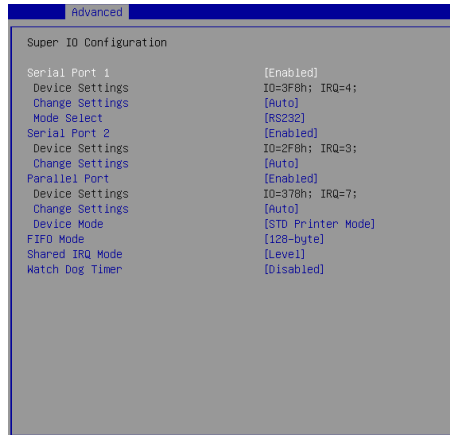 Advanced
Super IO Configuration
Serial Port 1 [Enabled]
Device Settings IO=3F8h; IRQ=4;
Change Settings [Auto]
Mode Select [RS232]
Serial Port 2 [Enabled]
Device Settings IO=2F8h; IRQ=3;
Change Settings [Auto]
Parallel Port [Enabled]
Device Settings IO=378h; IRQ=7;
Change Settings [Auto]
Device Mode [STD Printer Mode]
FIFO Mode [128-byte]
Shared IRQ Mode [Level]
Watch Dog Timer [Disabled]